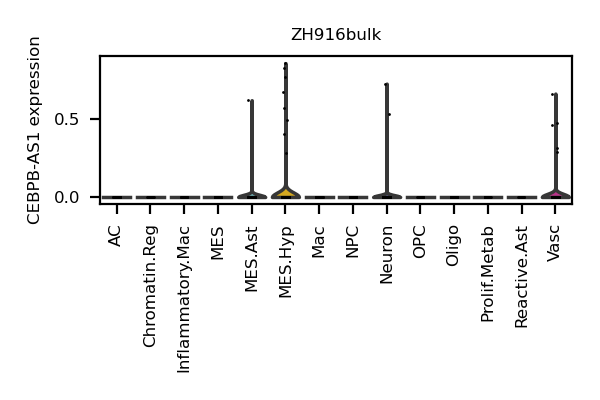 ZH916bulk
CEBPB-AS1 expression
0.5
0.0
AC
Chromatin.Reg
Inflammatory.Mac
MES
MES.Ast
MES.Hyp
Mac
NPC
Neuron
OPC
Oligo
Prolif.Metab
Reactive.Ast
Vasc